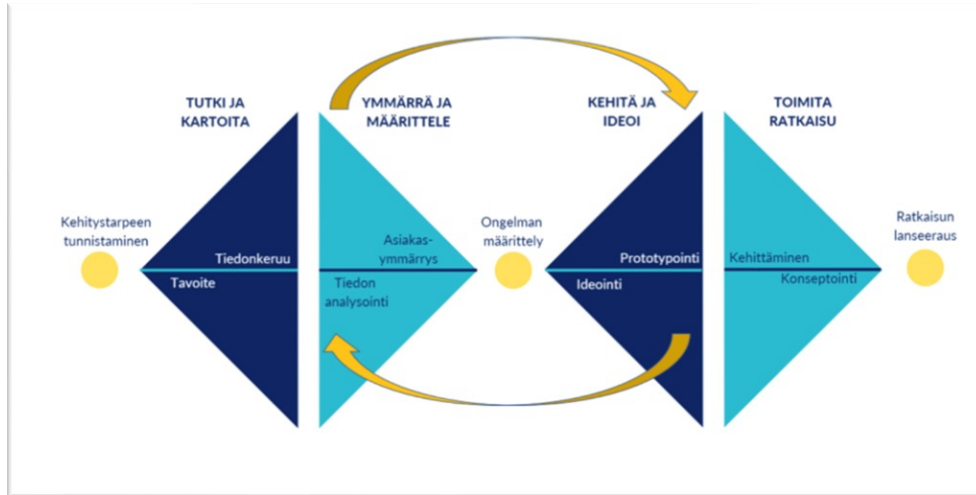 TUTKI JA
KARTOITA
YMMÄRRÄ JA
MÄÄRITTELE
KEHITÄ JA
IDEOI
TOIMITA
RATKAISU
Kehitystarpeen
tunnistaminen
Tiedonkeruu
Tavoite
Asiakas-
ymmärrys
Tiedon
analysointi
Ongelman
määrittely
Prototypointi
Ideointi
Kehittäminen
Konseptointi
Ratkaisun
lanseeraus